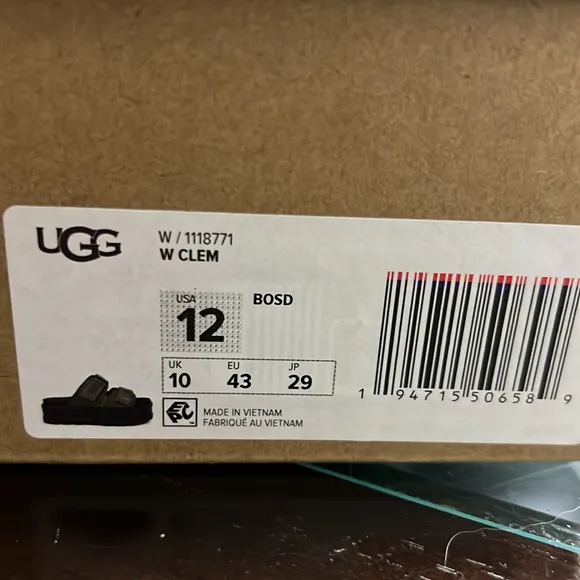 UGG
W / 1118771
W CLEM
USA
12
BOSD
UK EU JP
10 43 29
EPC
MADE IN VIETNAM
FABRIQUÉ AU VIETNAM
1 94715 50658 9